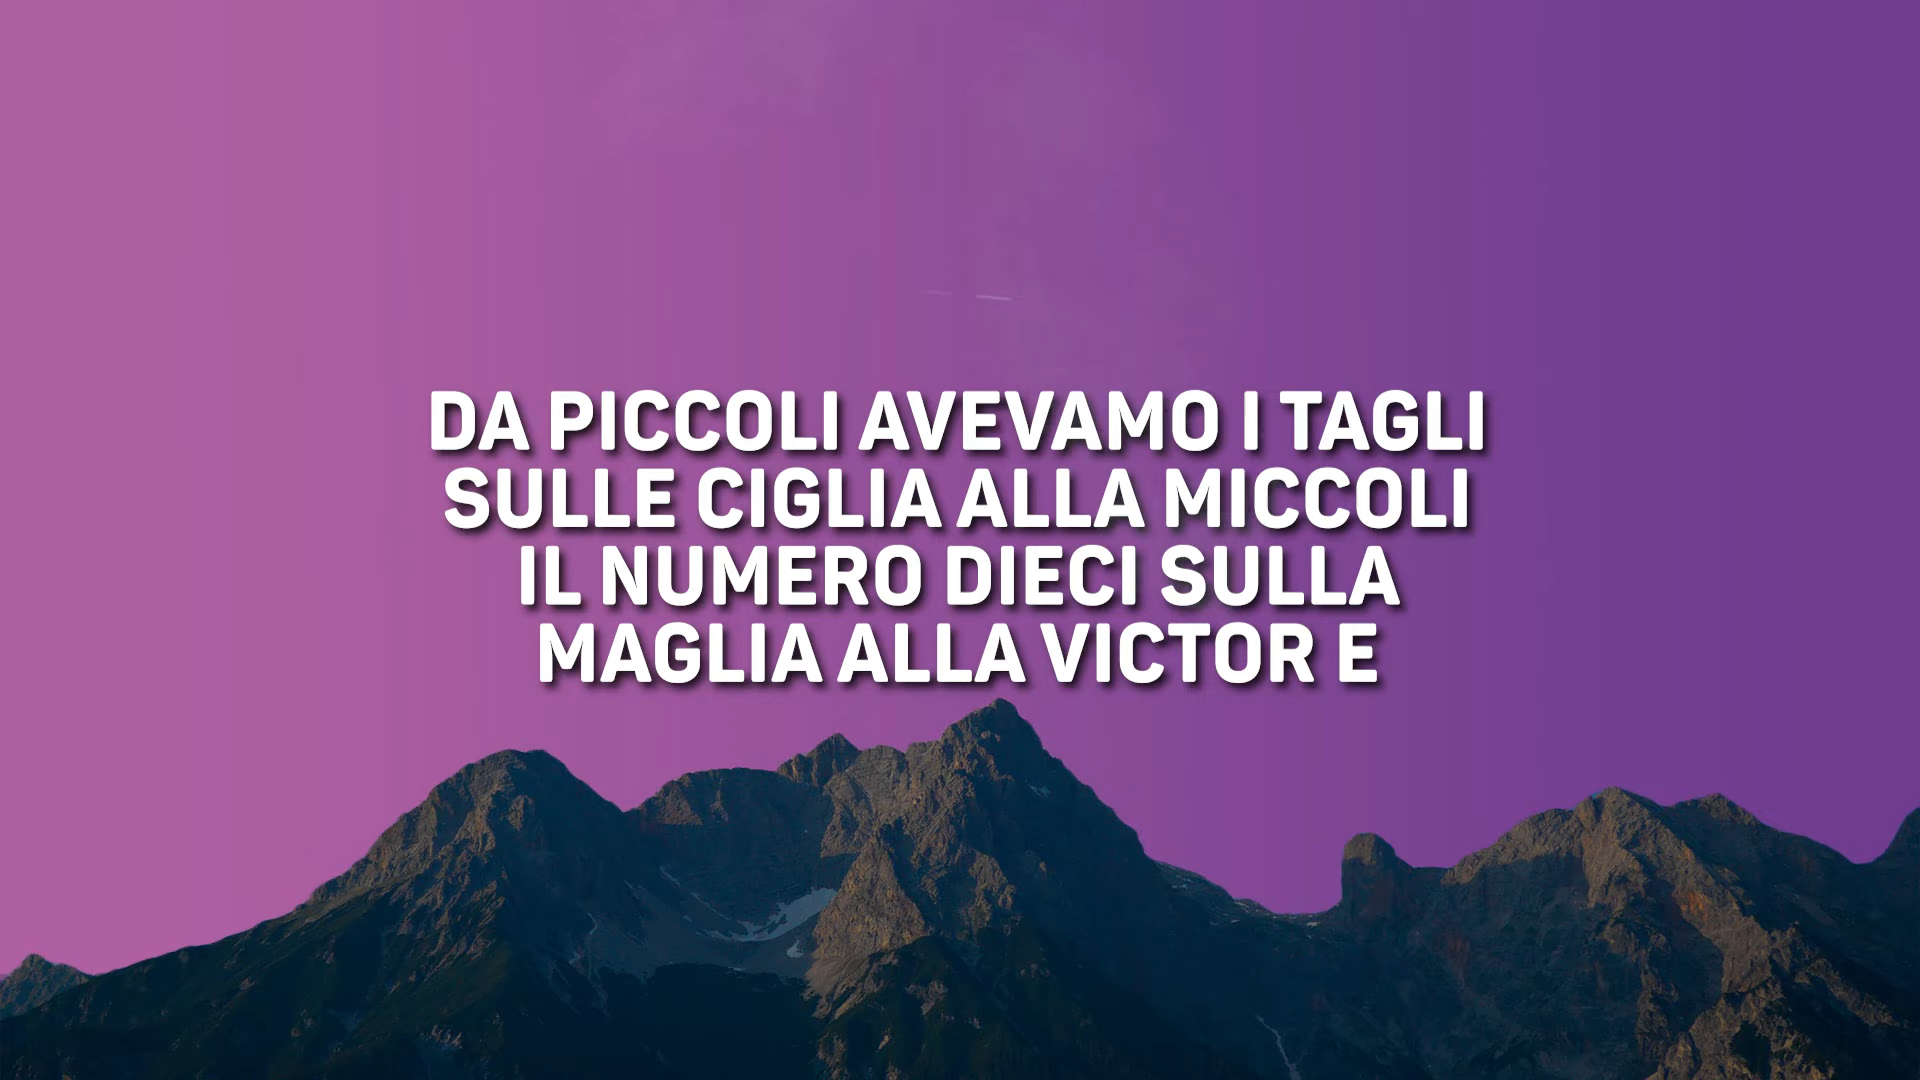 DA PICCOLI AVEVAMO I TAGLI
SULLE CIGLIA ALLA MICCOLI
IL NUMERO DIECI SULLA
MAGLIA ALLA VICTOR E